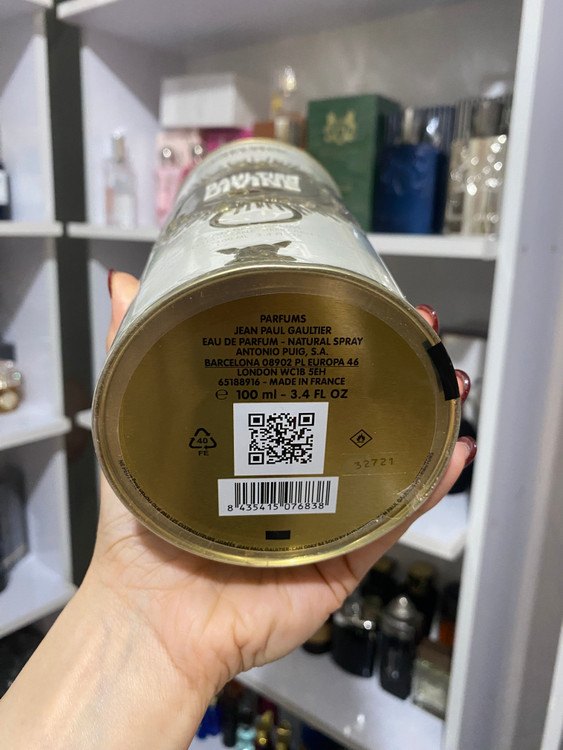 PARFUMS
JEAN PAUL GAULTIER
EAU DE PARFUM - NATURAL SPRAY
ANTONIO PUIG, S.A.
BARCELONA 08902 PL EUROPA 46
LONDON WC1B 5EH
65188916 - MADE IN FRANCE
℮ 100 ml - 3.4 FL OZ
40
FE
32721
8 435415 076838